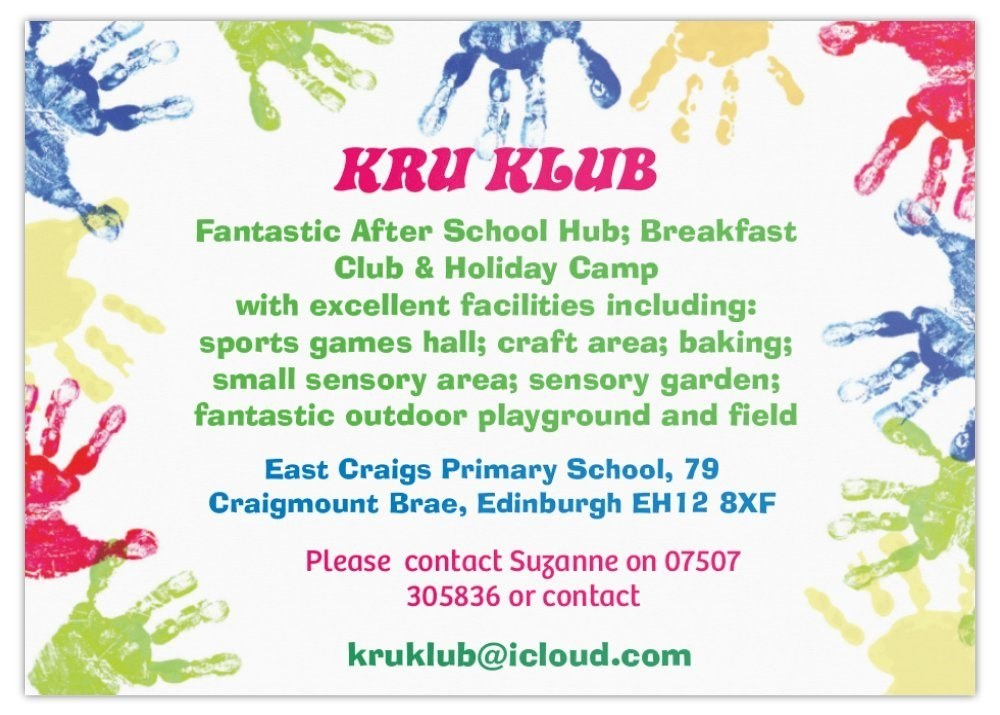 KRU KLUB
Fantastic After School Hub; Breakfast
Club & Holiday Camp
with excellent facilities including:
sports games hall; craft area; baking;
small sensory area; sensory garden;
fantastic outdoor playground and field
East Craigs Primary School, 79
Craigmount Brae, Edinburgh EH12 8XF
Please contact Suzanne on 07507
305836 or contact
kruklub@icloud.com